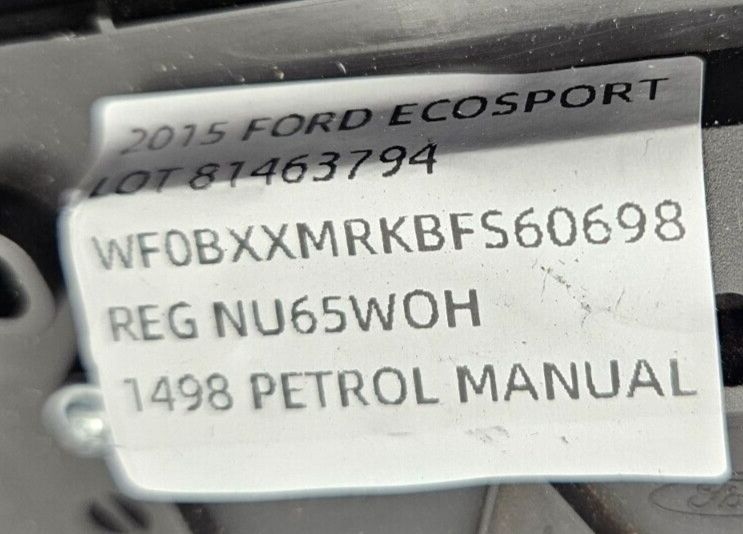 2015 FORD ECOSPORT
LOT 81463794
WF0BXXMRKBFS60698
REG NU65WOH
1498 PETROL MANUAL